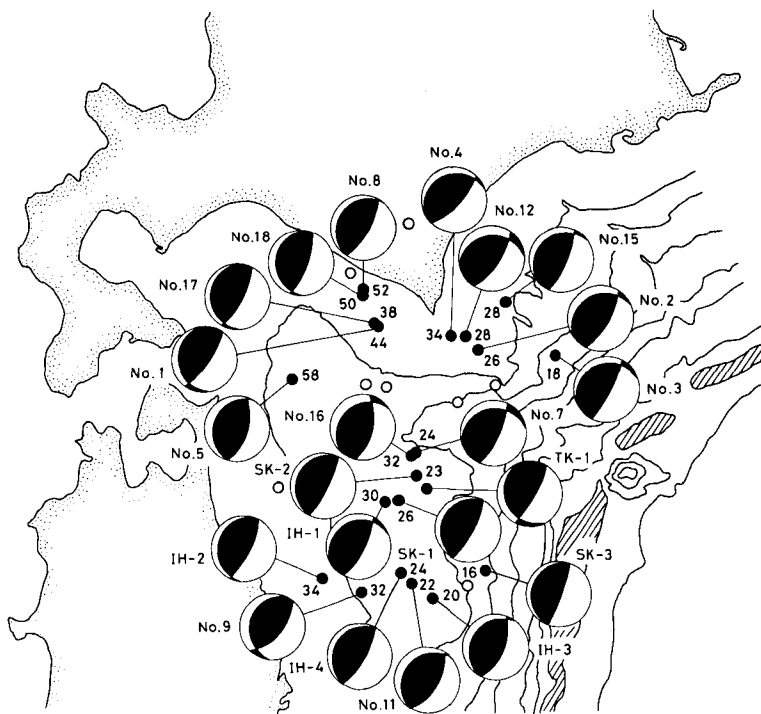 No.4
No.8
No.12
No.18
No.15
No.17
No.2
52
50
38
44
28
34
28
26
18
No.1
58
No.3
No.5
No.16
No.7
24
32
TK-1
SK-2
23
30
26
IH-1
IH-2
SK-1
SK-3
24
16
34
32
22
20
No.9
IH-4
IH-3
No.11